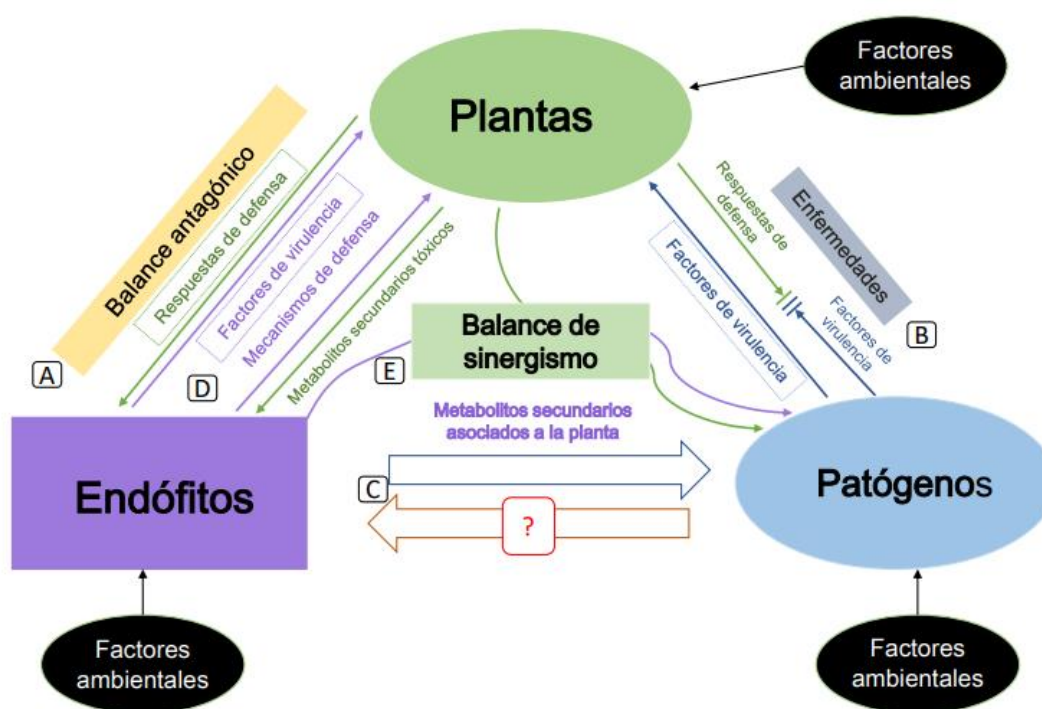 Factores
ambientales
Plantas
Balance antagónico
Respuestas de defensa
Factores de virulencia
Mecanismos de defensa
Metabolitos secundarios tóxicos
Respuestas de
defensa
Enfermedades
Factores de virulencia
Factores de
virulencia
A
B
D
E
Balance de
sinergismo
Metabolitos secundarios
asociados a la planta
C
?
Endófitos
Patógenos
Factores
ambientales
Factores
ambientales